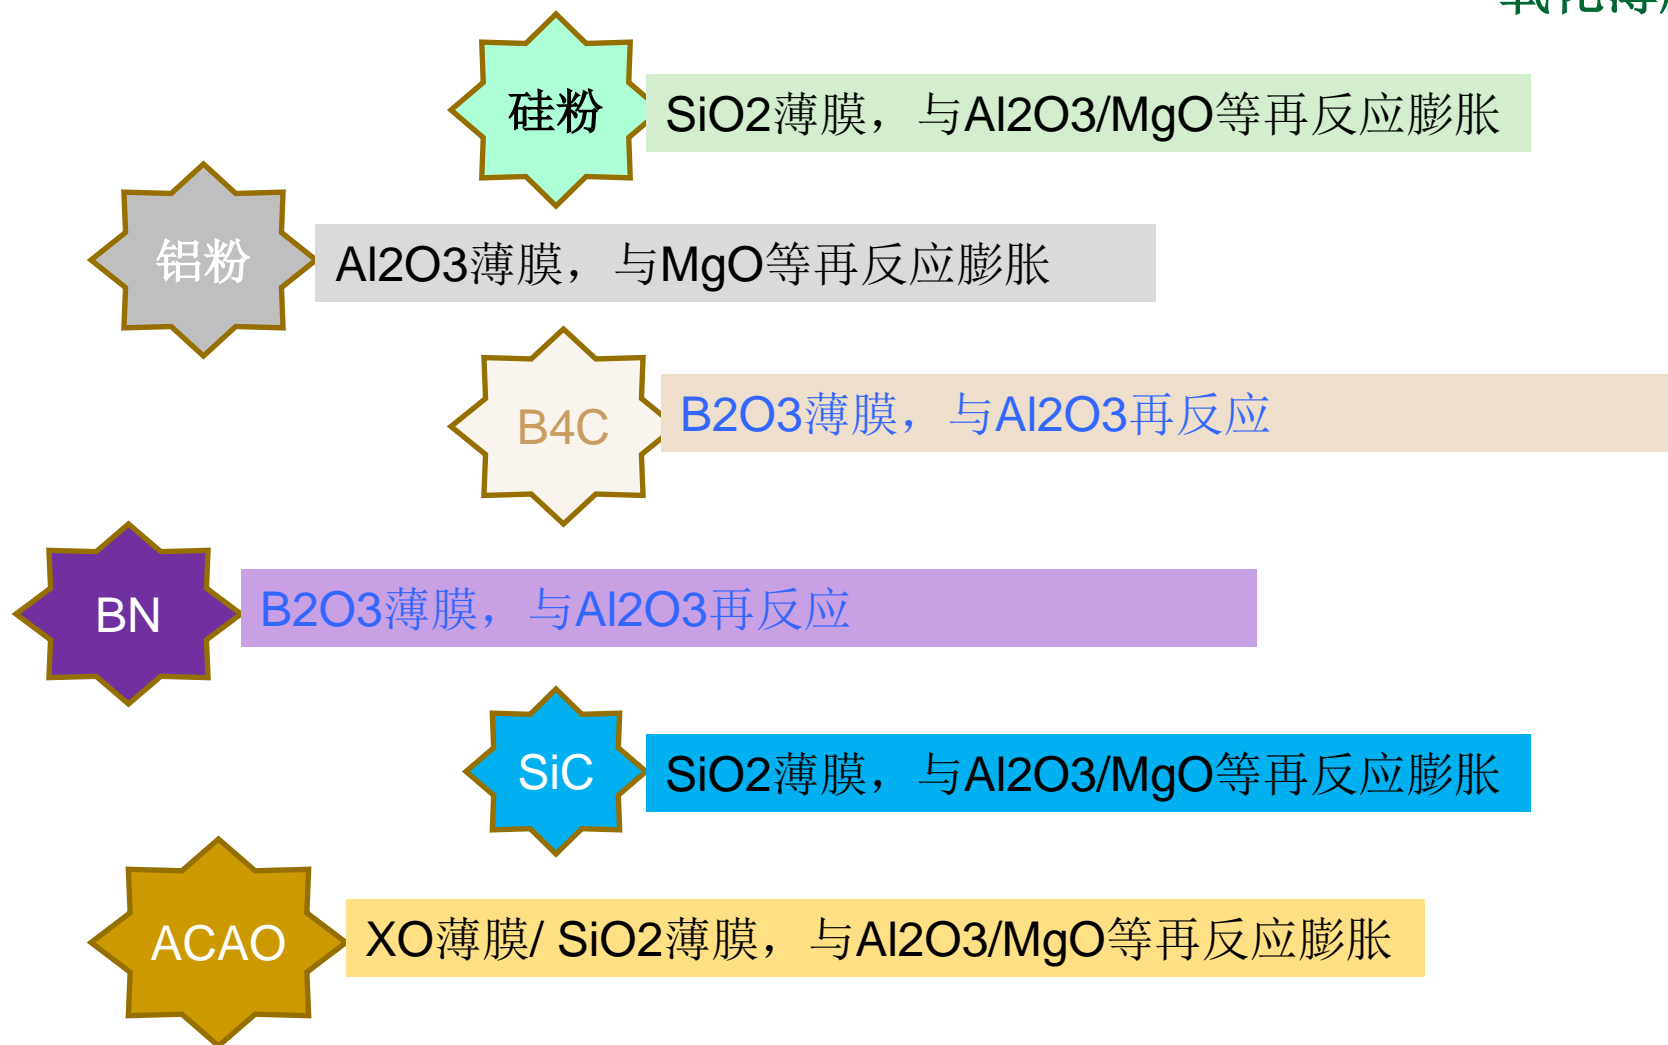 氧化薄
硅粉
SiO2薄膜，与Al2O3/MgO等再反应膨胀
铝粉
Al2O3薄膜，与MgO等再反应膨胀
B4C
B2O3薄膜，与Al2O3再反应
BN
B2O3薄膜，与Al2O3再反应
SiC
SiO2薄膜，与Al2O3/MgO等再反应膨胀
ACAO
XO薄膜/ SiO2薄膜，与Al2O3/MgO等再反应膨胀